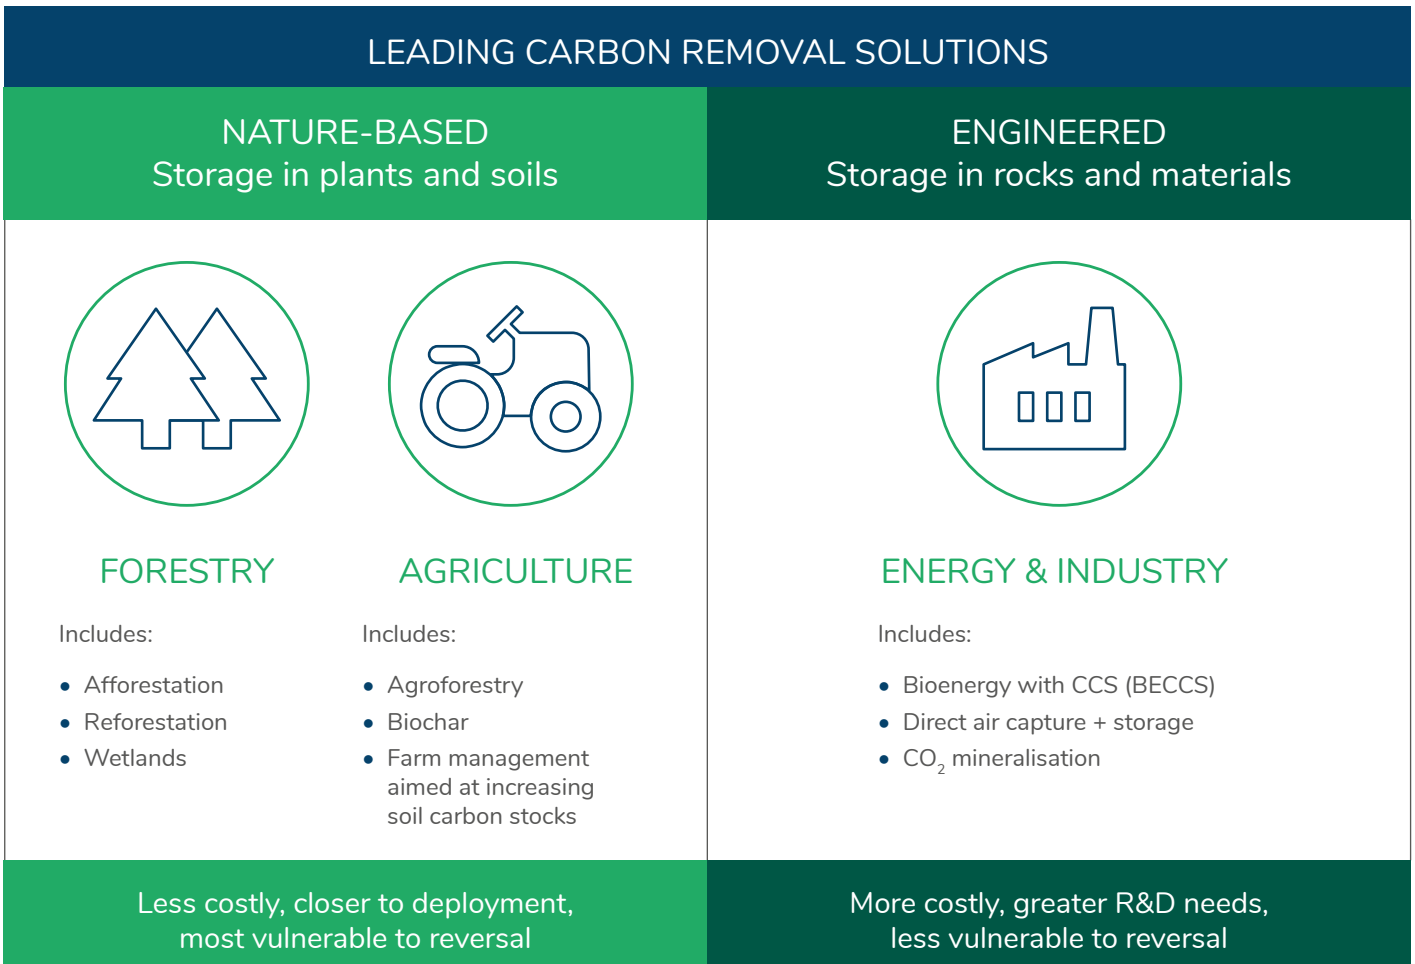 LEADING CARBON REMOVAL SOLUTIONS
NATURE-BASED
Storage in plants and soils
ENGINEERED
Storage in rocks and materials
FORESTRY
Includes:
• Afforestation
• Reforestation
• Wetlands
AGRICULTURE
Includes:
• Agroforestry
• Biochar
• Farm management
aimed at increasing
soil carbon stocks
ENERGY & INDUSTRY
Includes:
• Bioenergy with CCS (BECCS)
• Direct air capture + storage
• CO₂ mineralisation
Less costly, closer to deployment,
most vulnerable to reversal
More costly, greater R&D needs,
less vulnerable to reversal